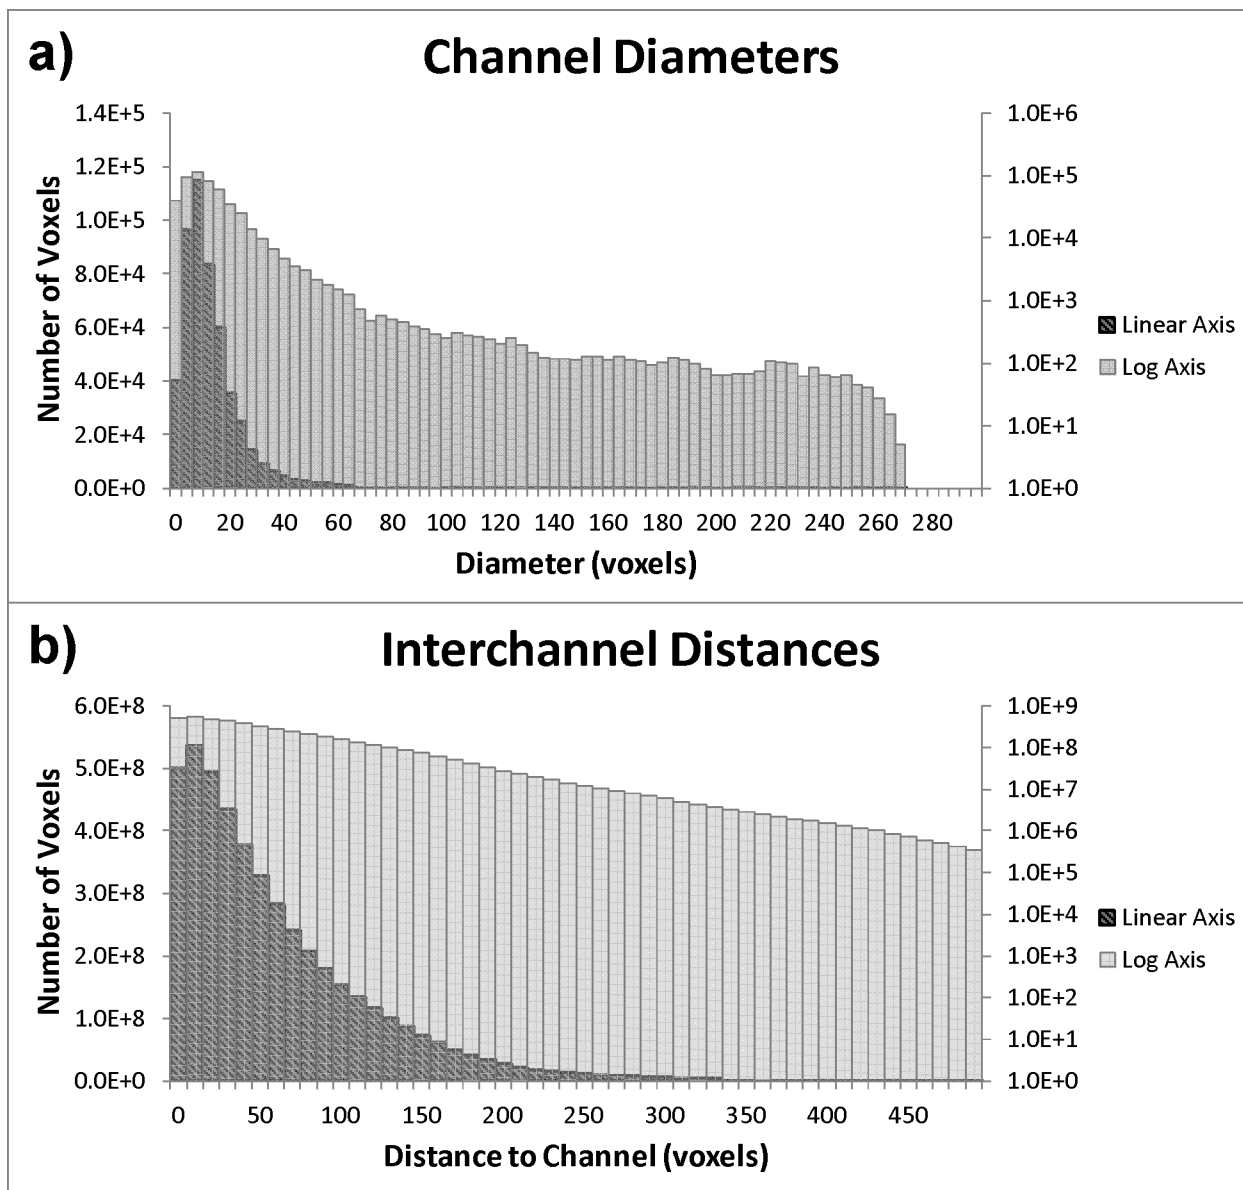 a)
Channel Diameters
1.4E+5
1.2E+5
1.0E+5
8.0E+4
6.0E+4
4.0E+4
2.0E+4
0.0E+0
Number of Voxels
1.0E+6
1.0E+5
1.0E+4
1.0E+3
1.0E+2
1.0E+1
1.0E+0
Linear Axis
Log Axis
0 20 40 60 80 100 120 140 160 180 200 220 240 260 280
Diameter (voxels)
b)
Interchannel Distances
6.0E+8
5.0E+8
4.0E+8
3.0E+8
2.0E+8
1.0E+8
0.0E+0
Number of Voxels
1.0E+9
1.0E+8
1.0E+7
1.0E+6
1.0E+5
1.0E+4
1.0E+3
1.0E+2
1.0E+1
1.0E+0
Linear Axis
Log Axis
0 50 100 150 200 250 300 350 400 450
Distance to Channel (voxels)